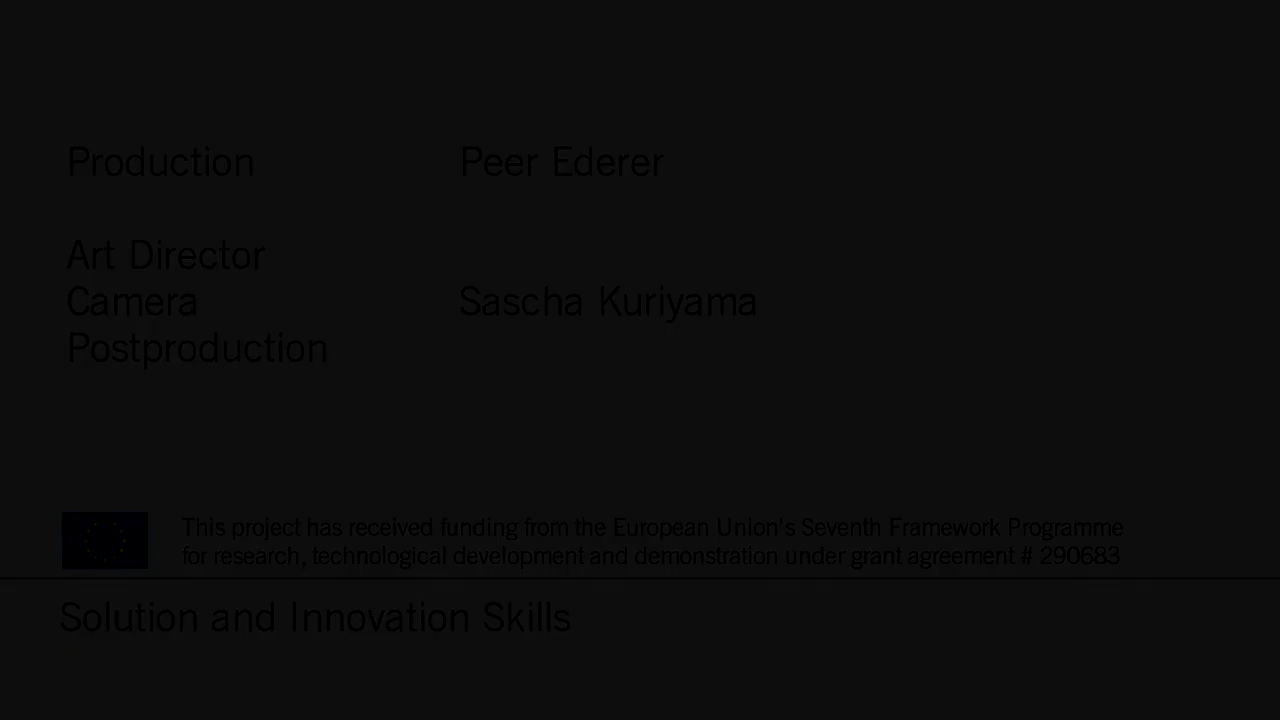 Production Peer Ederer
Art Director
Camera Sascha Kuriyama
Postproduction
This project has received funding from the European Union's Seventh Framework Programme
for research, technological development and demonstration under grant agreement # 290683
Solution and Innovation Skills